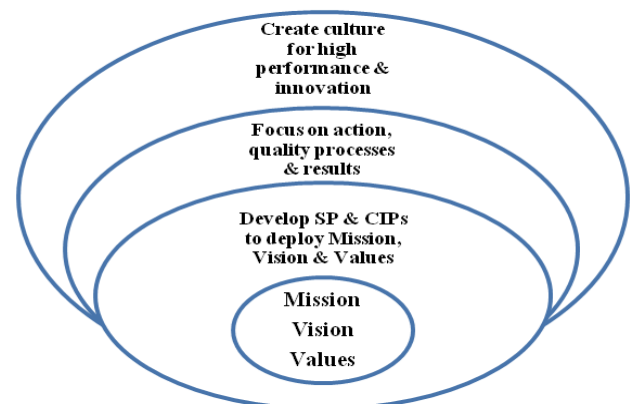 Create culture
for high
performance &
innovation
Focus on action,
quality processes
& results
Develop SP & CIPs
to deploy Mission,
Vision & Values
Mission
Vision
Values